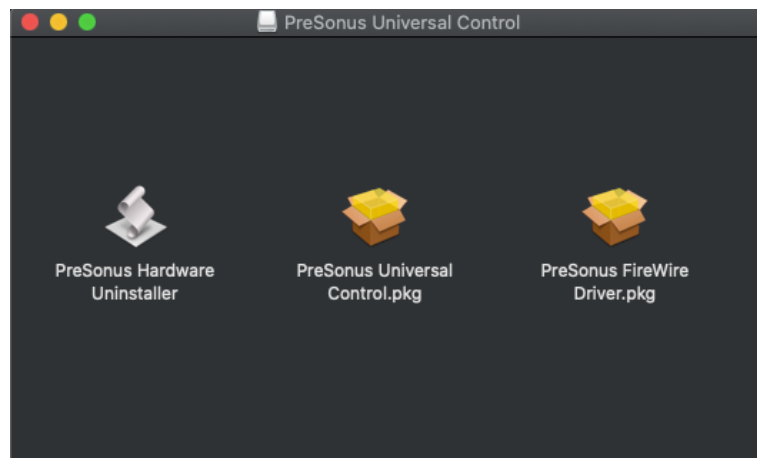 PreSonus Universal Control
PreSonus Hardware
Uninstaller
PreSonus Universal
Control.pkg
PreSonus FireWire
Driver.pkg